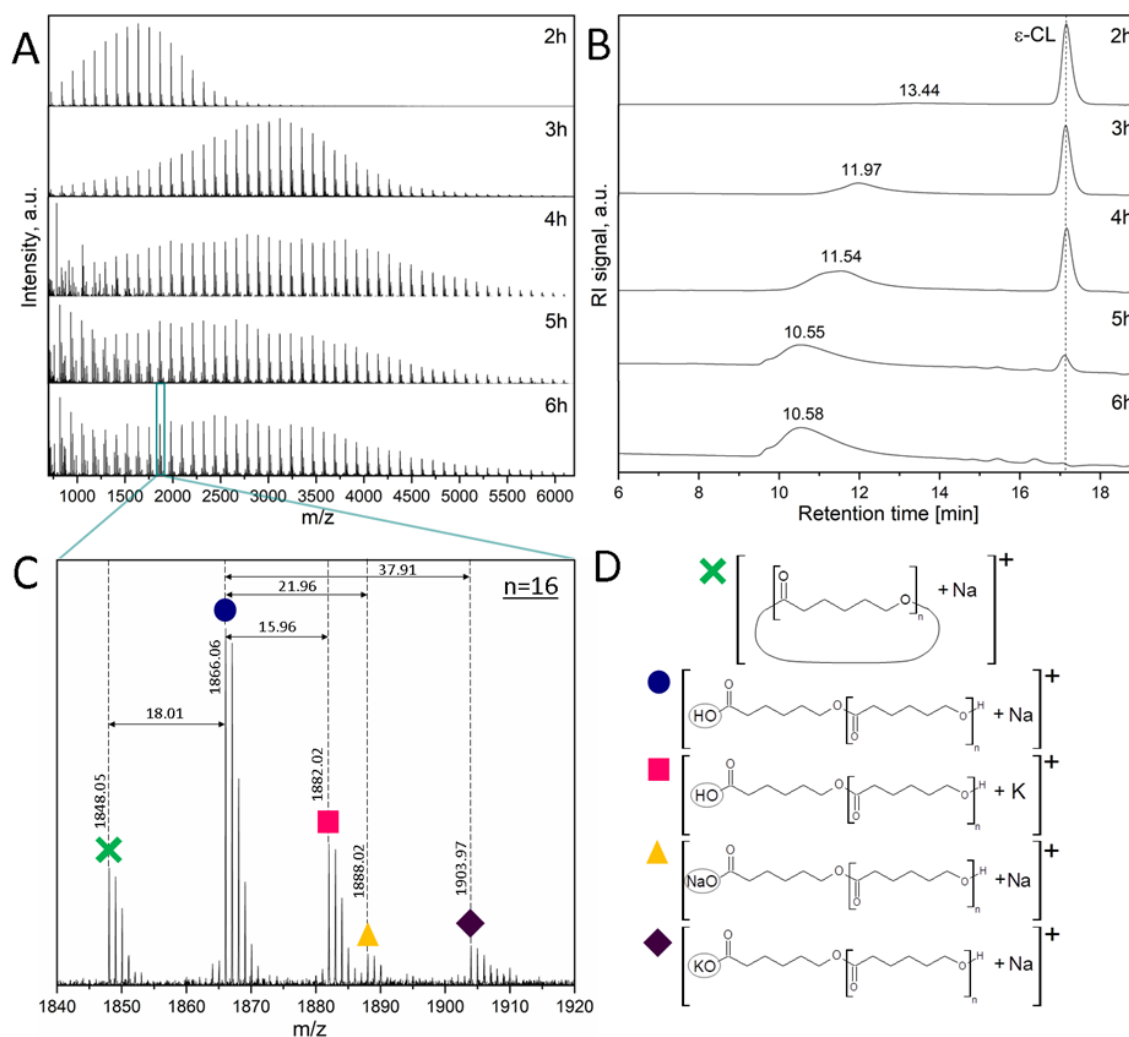 A
2h
3h
4h
5h
6h
Intensity, a.u.
1000 1500 2000 2500 3000 3500 4000 4500 5000 5500 6000
m/z
B
ε-CL
2h
13.44
3h
11.97
4h
11.54
5h
10.55
6h
10.58
RI signal, a.u.
6 8 10 12 14 16 18
Retention time [min]
C
n=16
37.91
21.96
15.96
18.01
1848.05
1866.06
1882.02
1888.02
1903.97
1840 1850 1860 1870 1880 1890 1900 1910 1920
m/z
D
O
O
n
+ Na
+
HO
O
O
O
O
H
n
+ Na
+
HO
O
O
O
O
H
n
+ K
+
NaO
O
O
O
O
H
n
+Na
+
KO
O
O
O
O
H
n
+ Na
+